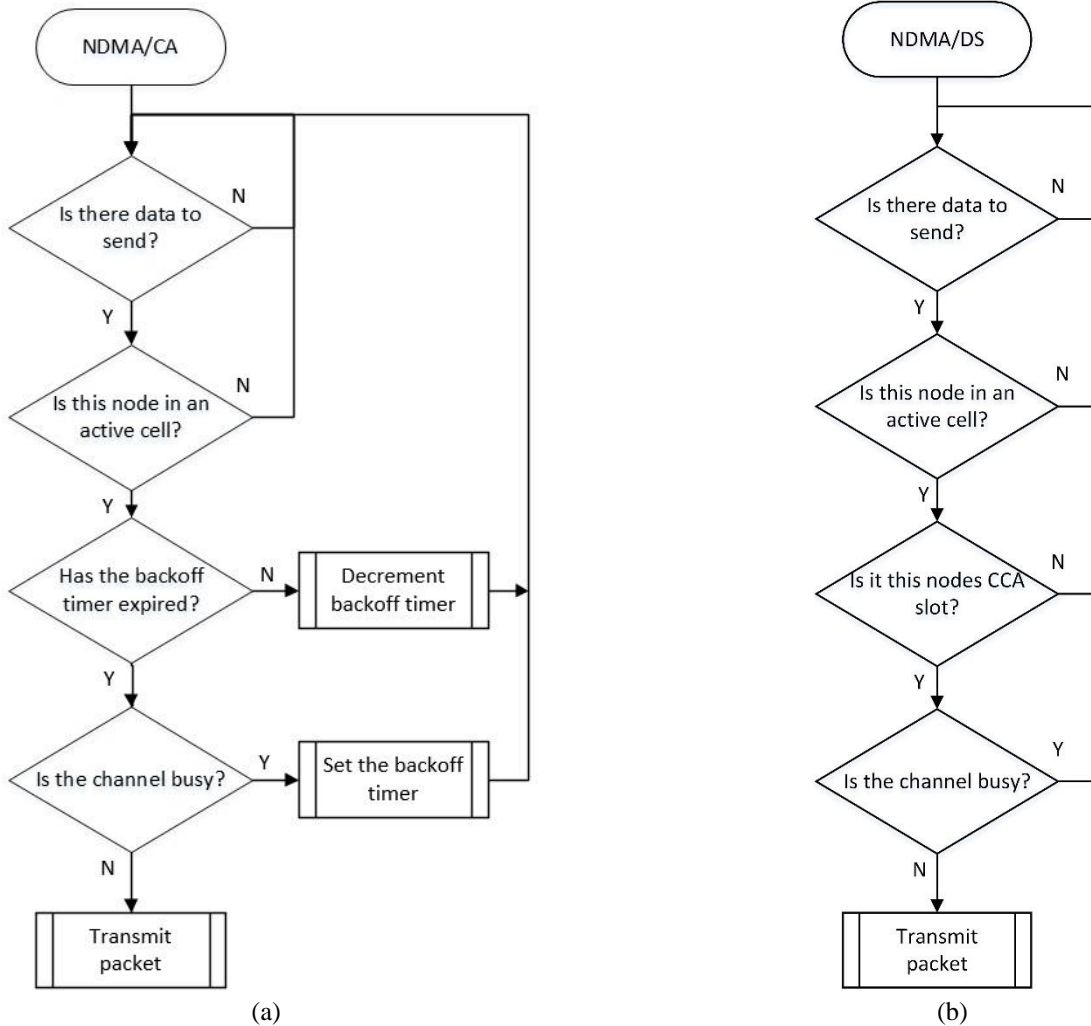 NDMA/CA
Is there data to
send?
N
Y
Is this node in an
active cell?
N
Y
Has the backoff
timer expired?
N
Decrement
backoff timer
Y
Is the channel busy?
Y
Set the backoff
timer
N
Transmit
packet
(a)
NDMA/DS
Is there data to
send?
N
Y
Is this node in an
active cell?
N
Y
Is it this nodes CCA
slot?
N
Y
Is the channel busy?
Y
N
Transmit
packet
(b)